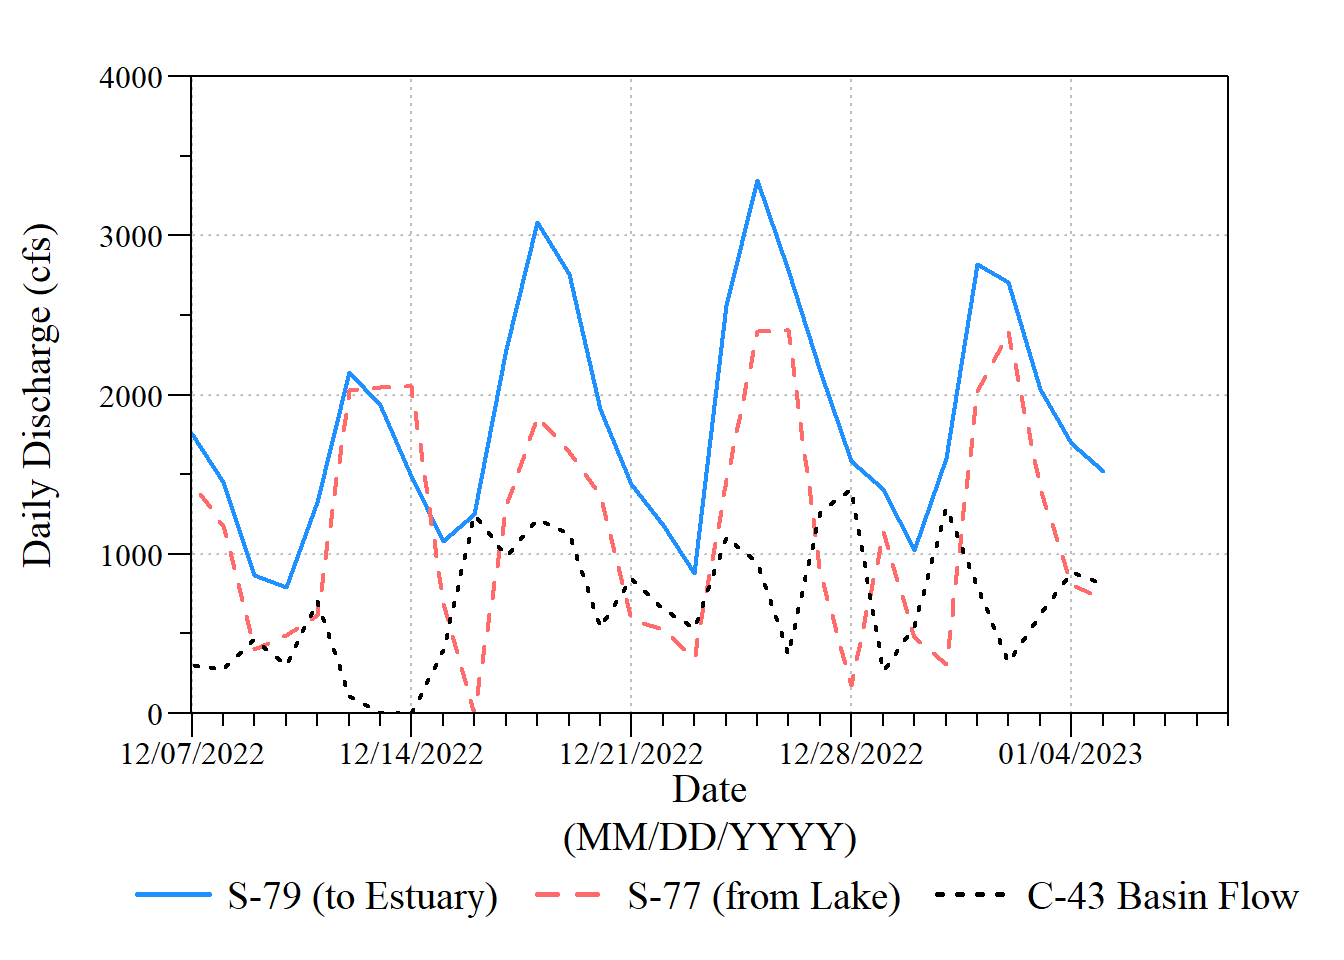 4000
3000
2000
1000
0
Daily Discharge (cfs)
12/07/2022 12/14/2022 12/21/2022 12/28/2022 01/04/2023
Date
(MM/DD/YYYY)
S-79 (to Estuary) S-77 (from Lake) C-43 Basin Flow